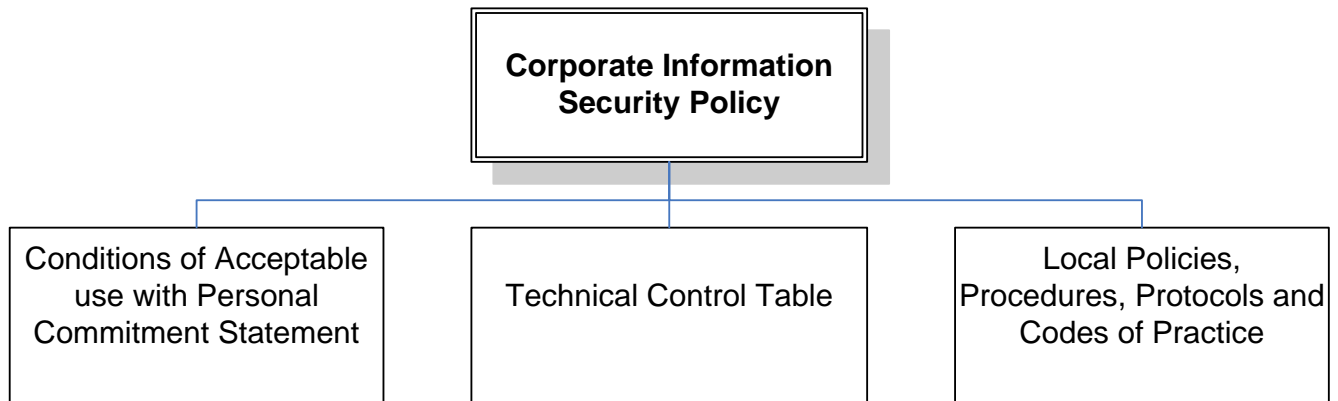 Corporate Information
Security Policy
Conditions of Acceptable
use with Personal
Commitment Statement
Technical Control Table
Local Policies,
Procedures, Protocols and
Codes of Practice